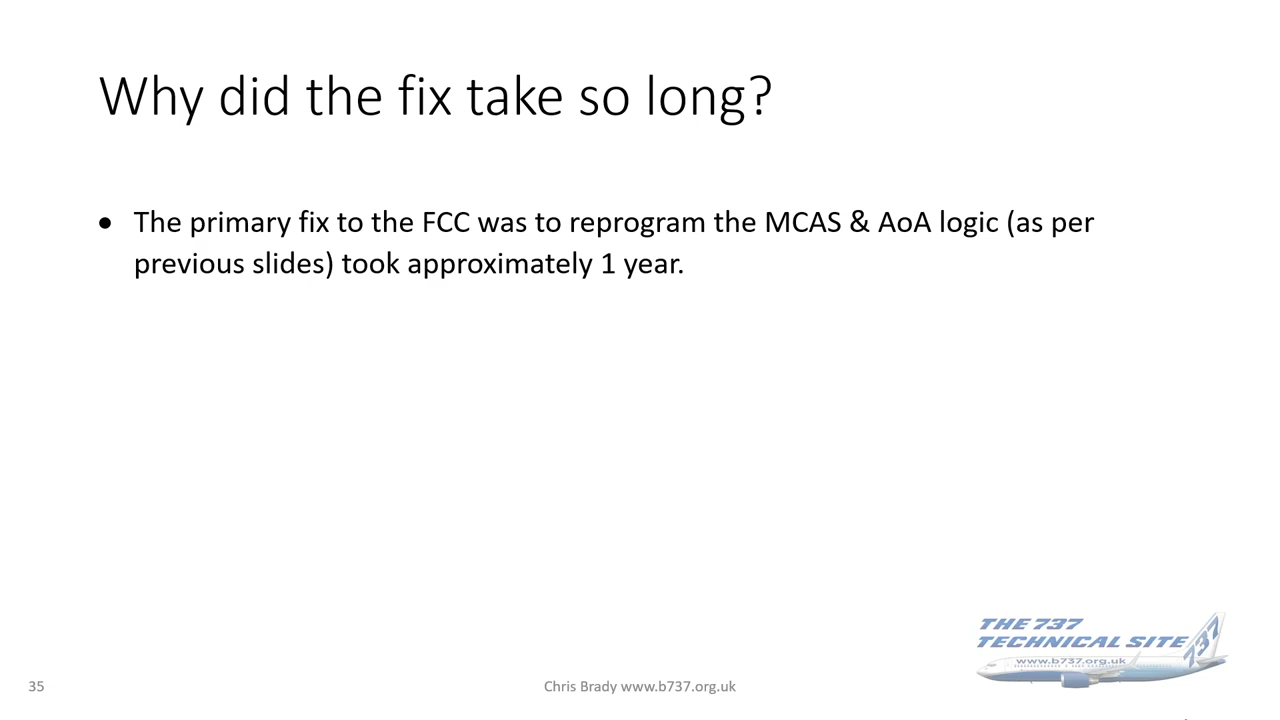 Why did the fix take so long?
• The primary fix to the FCC was to reprogram the MCAS & AoA logic (as per
previous slides) took approximately 1 year.
THE 737
TECHNICAL SITE
737
www.b737.org.uk
35
Chris Brady www.b737.org.uk